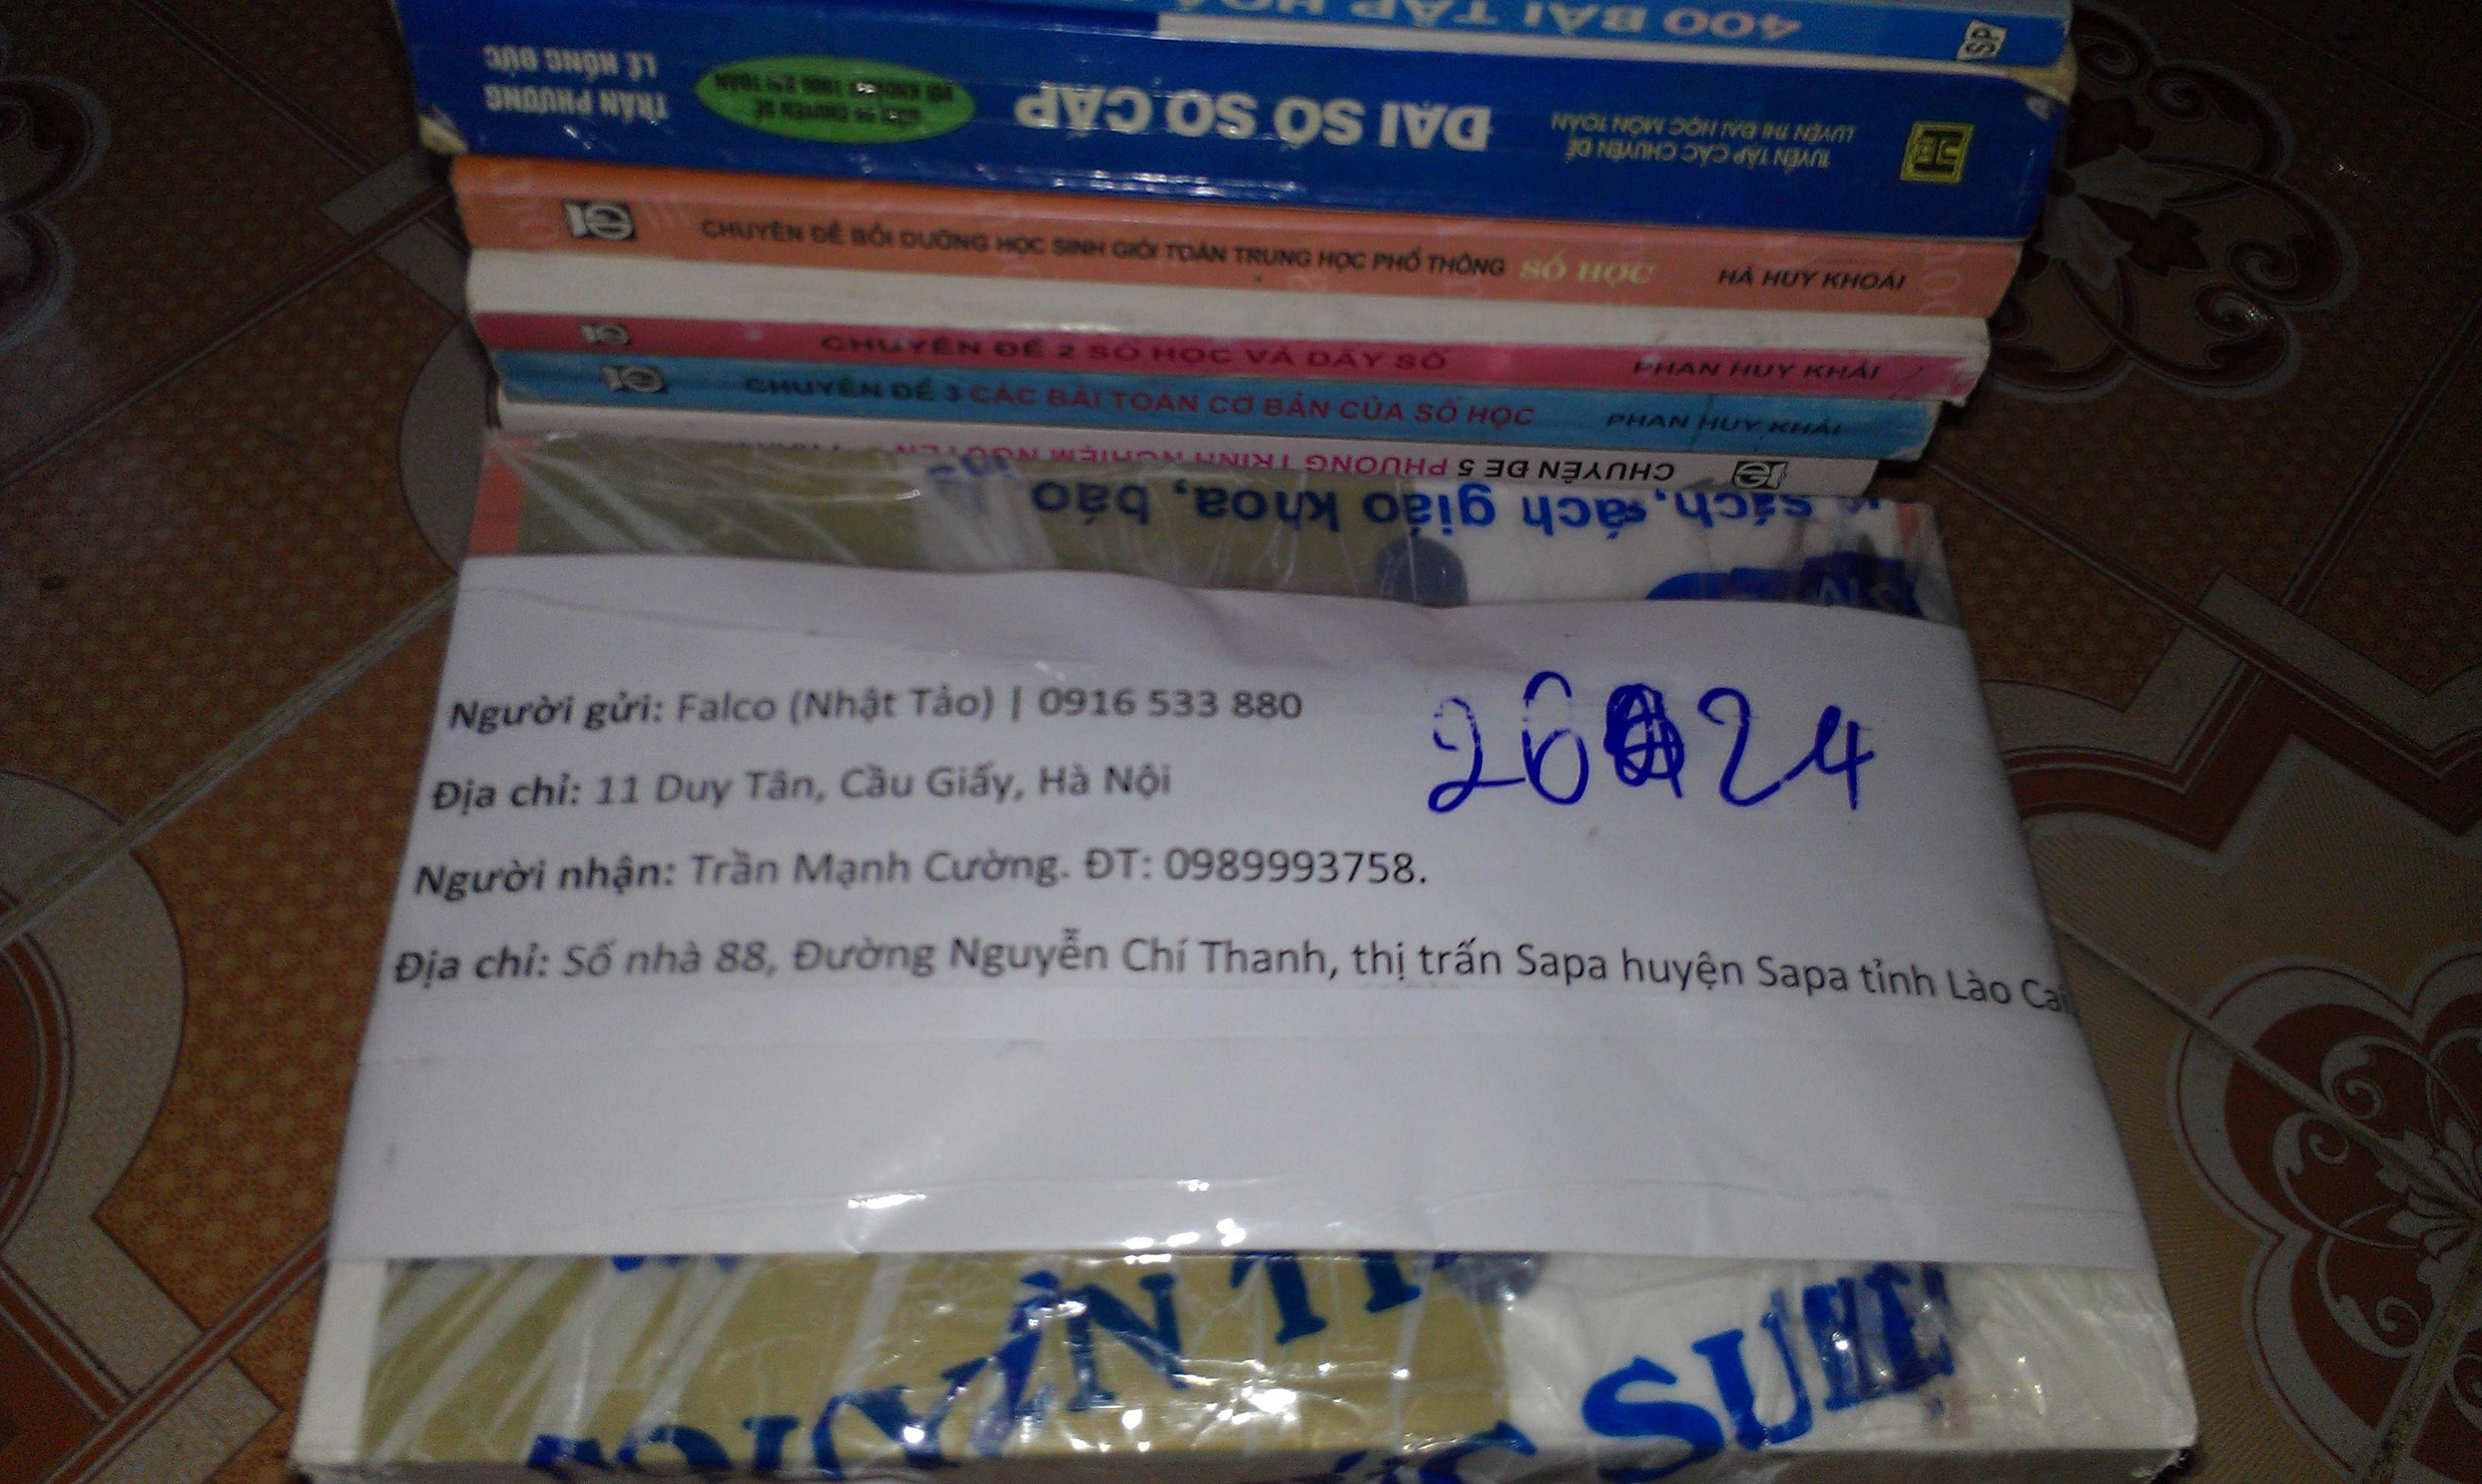 400 BÀI TẬP HOÁ
SP
TRẦN PHƯƠNG
LÊ HỒNG ĐỨC
ĐẠI SỐ SƠ CẤP
TUYỂN TẬP CÁC CHUYÊN ĐỀ
LUYỆN THI ĐẠI HỌC MÔN TOÁN
CHUYÊN ĐỀ BỒI DƯỠNG HỌC SINH GIỎI TOÁN TRUNG HỌC PHỔ THÔNG SỐ HỌC HÀ HUY KHOÁI
CHUYÊN ĐỀ 2 SỐ HỌC VÀ DÃY SỐ PHAN HUY KHẢI
CHUYÊN ĐỀ 3 CÁC BÀI TOÁN CƠ BẢN CỦA SỐ HỌC PHAN HUY KHẢI
CHUYÊN ĐỀ 5 PHƯƠNG TRÌNH NGHIỆM NGUYÊN
sách, sách giáo khoa, báo
Người gửi: Falco (Nhật Tảo) | 0916 533 880
26 24
Địa chỉ: 11 Duy Tân, Cầu Giấy, Hà Nội
Người nhận: Trần Mạnh Cường. ĐT: 0989993758.
Địa chỉ: Số nhà 88, Đường Nguyễn Chí Thanh, thị trấn Sapa huyện Sapa tỉnh Lào Cai